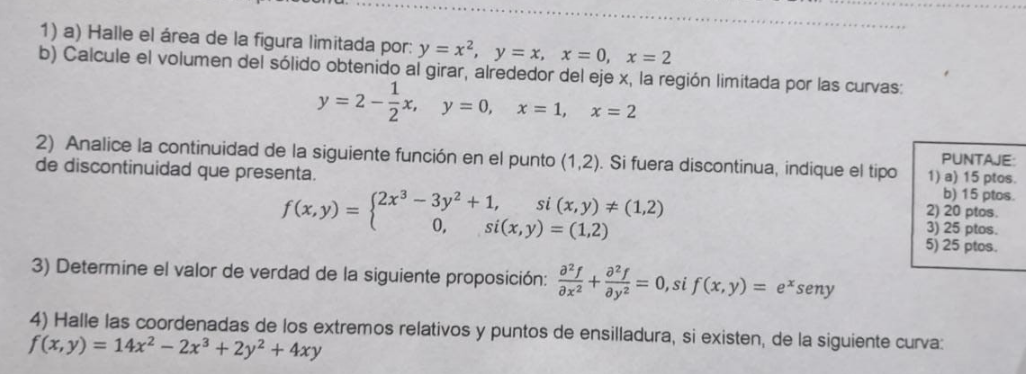 1) a) Halle el área de la figura limitada por: y = x², y = x, x = 0, x = 2
b) Calcule el volumen del sólido obtenido al girar, alrededor del eje x, la región limitada por las curvas:
y = 2 − 1/2 x, y = 0, x = 1, x = 2
2) Analice la continuidad de la siguiente función en el punto (1,2). Si fuera discontinua, indique el tipo
de discontinuidad que presenta.
f(x, y) = { 2x³ − 3y² + 1, si (x, y) ≠ (1,2)
0, si(x, y) = (1,2)
PUNTAJE:
1) a) 15 ptos.
b) 15 ptos.
2) 20 ptos.
3) 25 ptos.
5) 25 ptos.
3) Determine el valor de verdad de la siguiente proposición: ∂²f/∂x² + ∂²f/∂y² = 0, si f(x, y) = eˣseny
4) Halle las coordenadas de los extremos relativos y puntos de ensilladura, si existen, de la siguiente curva:
f(x, y) = 14x² − 2x³ + 2y² + 4xy